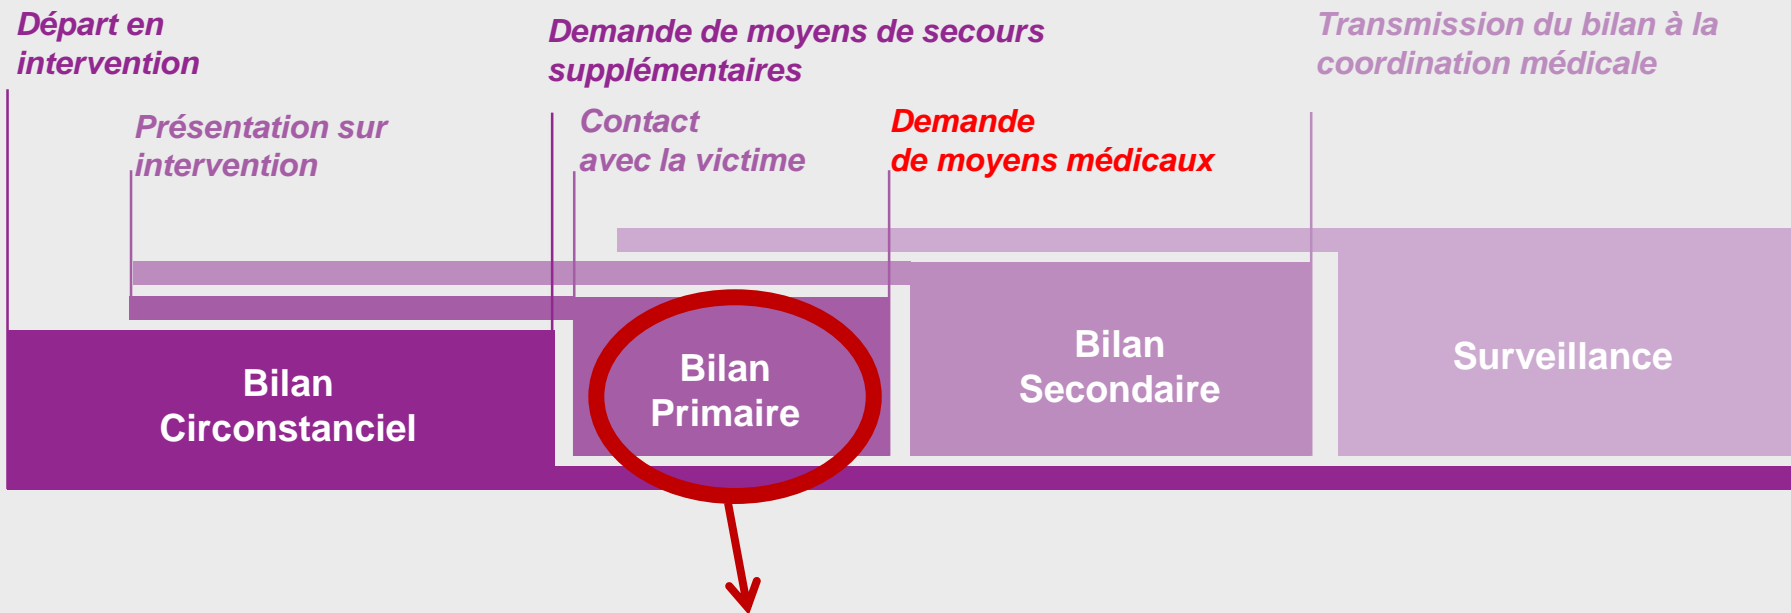 Départ en
intervention
Demande de moyens de secours
supplémentaires
Transmission du bilan à la
coordination médicale
Présentation sur
intervention
Contact
avec la victime
Demande
de moyens médicaux
Bilan
Circonstanciel
Bilan
Primaire
Bilan
Secondaire
Surveillance